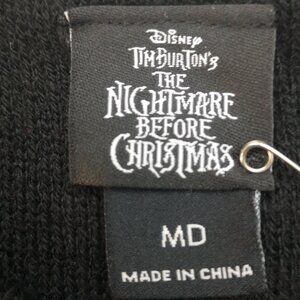 Disney
TIM BURTON'S
THE
NIGHTMARE
BEFORE
CHRISTMAS
MD
MADE IN CHINA